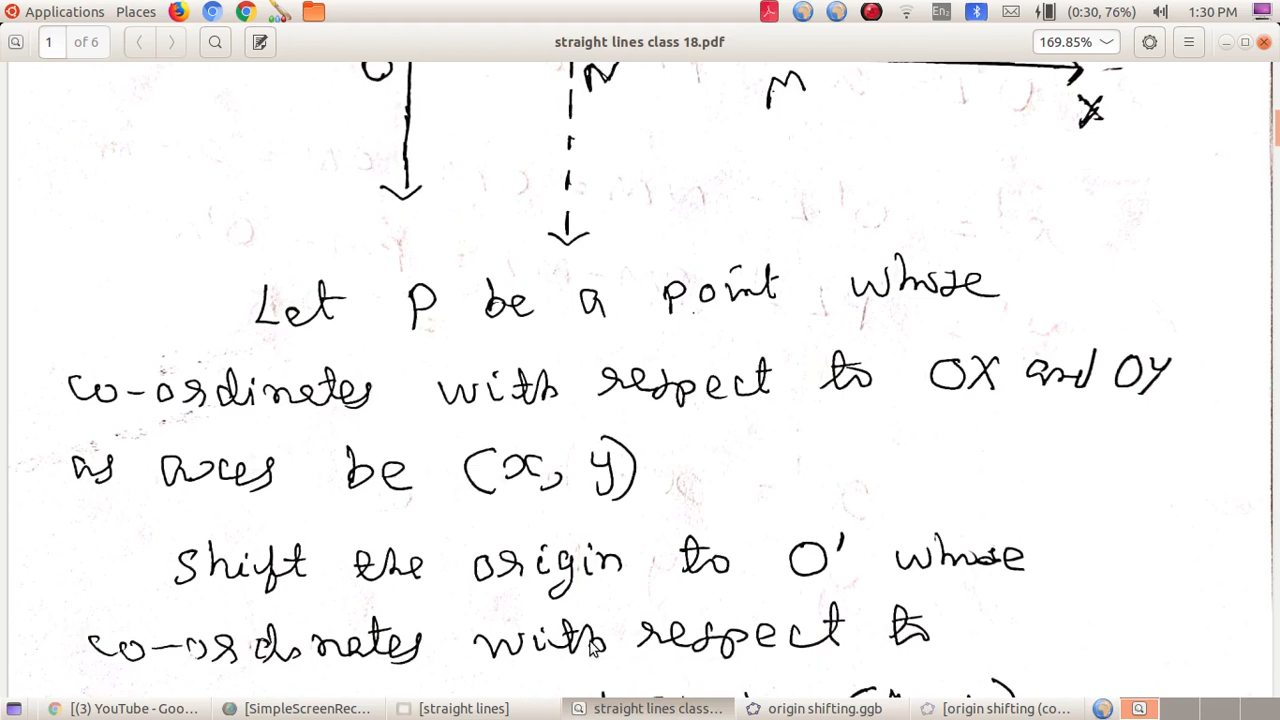 Applications Places En₂ (0:30, 76%) 1:30 PM
1 of 6 straight lines class 18.pdf 169.85%
O N M
X
Let P be a point whose
co-ordinates with respect to OX and OY
as axes be (x, y)
Shift the origin to O' whose
co-ordinates with respect to
[(3) YouTube - Goo... [SimpleScreenRec... [straight lines] straight lines class... origin shifting.ggb [origin shifting (co...